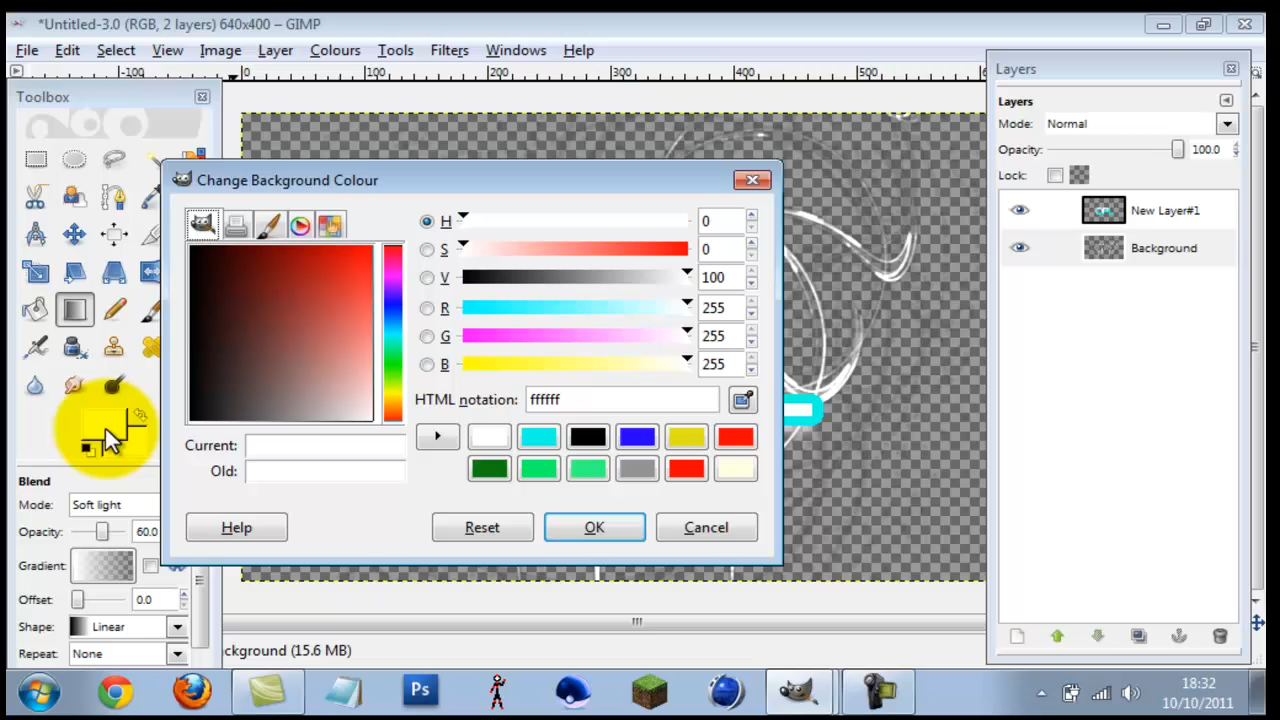 *Untitled-3.0 (RGB, 2 layers) 640x400 – GIMP
File Edit Select View Image Layer Colours Tools Filters Windows Help
-100 0 100 200 300 400 500
Toolbox
Layers
Layers
Mode: Normal
Opacity: 100.0
Lock:
New Layer#1
Background
Change Background Colour
H 0
S 0
V 100
R 255
G 255
B 255
HTML notation: ffffff
Current:
Old:
Help Reset OK Cancel
Blend
Mode: Soft light
Opacity: 60.0
Gradient:
Offset: 0.0
Shape: Linear
Repeat: None
ckground (15.6 MB)
Ps
18:32
10/10/2011